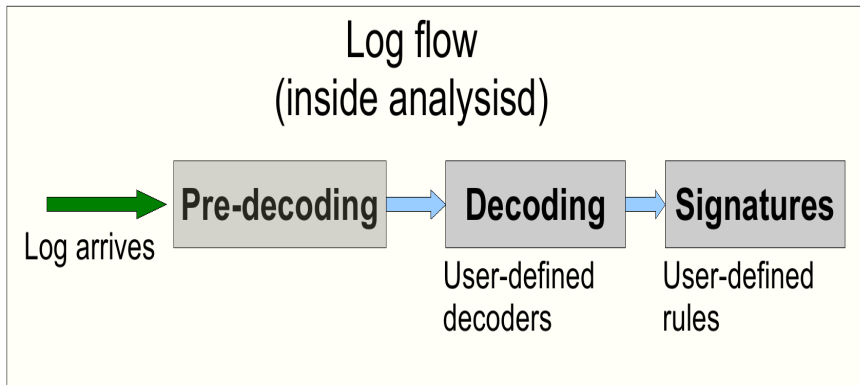 Log flow
(inside analysisd)
Pre-decoding
Decoding
Signatures
Log arrives
User-defined
decoders
User-defined
rules